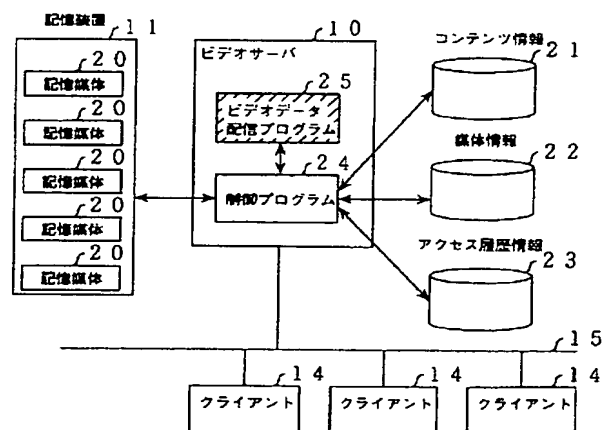 記憶装置
11
20
記憶媒体
20
記憶媒体
20
記憶媒体
20
記憶媒体
20
記憶媒体
10
ビデオサーバ
25
ビデオデータ
配信プログラム
24
制御プログラム
コンテンツ情報
21
媒体情報
22
アクセス履歴情報
23
15
14
クライアント
14
クライアント
14
クライアント